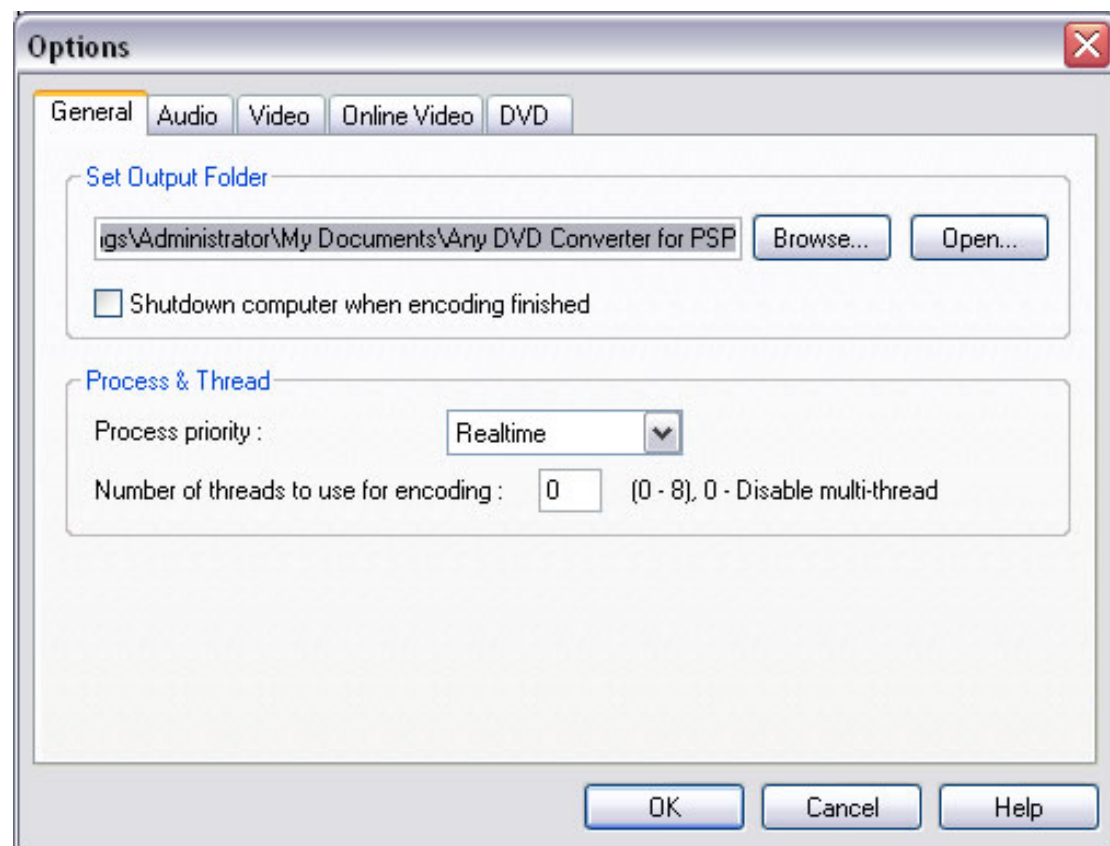 Options
General Audio Video Online Video DVD
Set Output Folder
gs\Administrator\My Documents\Any DVD Converter for PSP Browse... Open...
Shutdown computer when encoding finished
Process & Thread
Process priority : Realtime
Number of threads to use for encoding : 0 (0 - 8), 0 - Disable multi-thread
OK Cancel Help